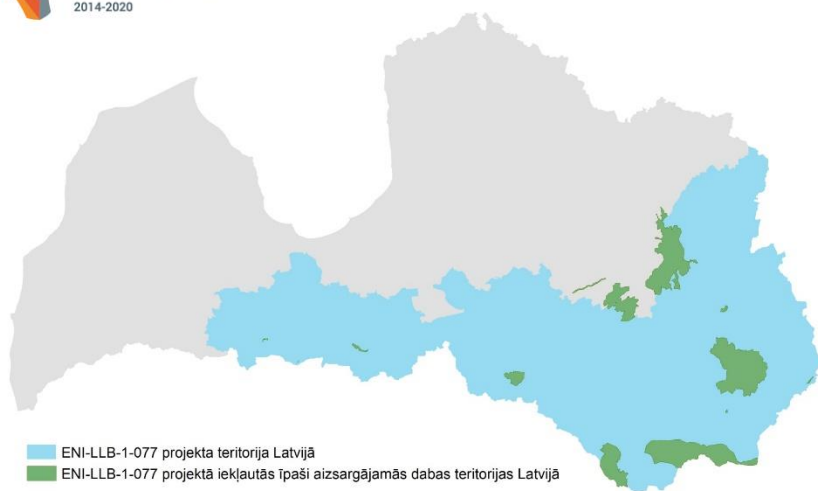 2014-2020
ENI-LLB-1-077 projekta teritorija Latvijā
ENI-LLB-1-077 projektā iekļautās īpaši aizsargājamās dabas teritorijas Latvijā